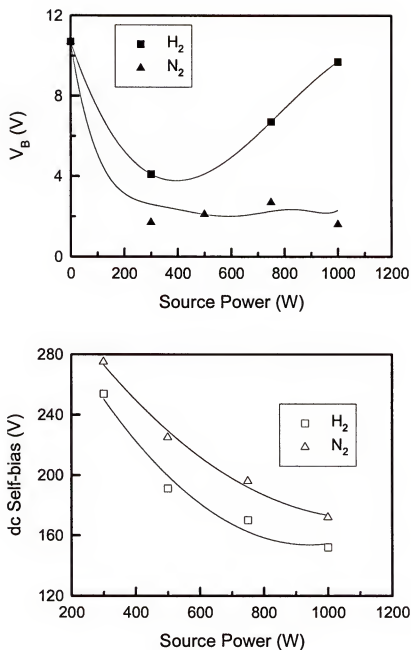 12
8
4
0
V_B (V)
H₂
N₂
0 200 400 600 800 1000 1200
Source Power (W)
280
240
200
160
120
dc Self-bias (V)
H₂
N₂
200 400 600 800 1000 1200
Source Power (W)